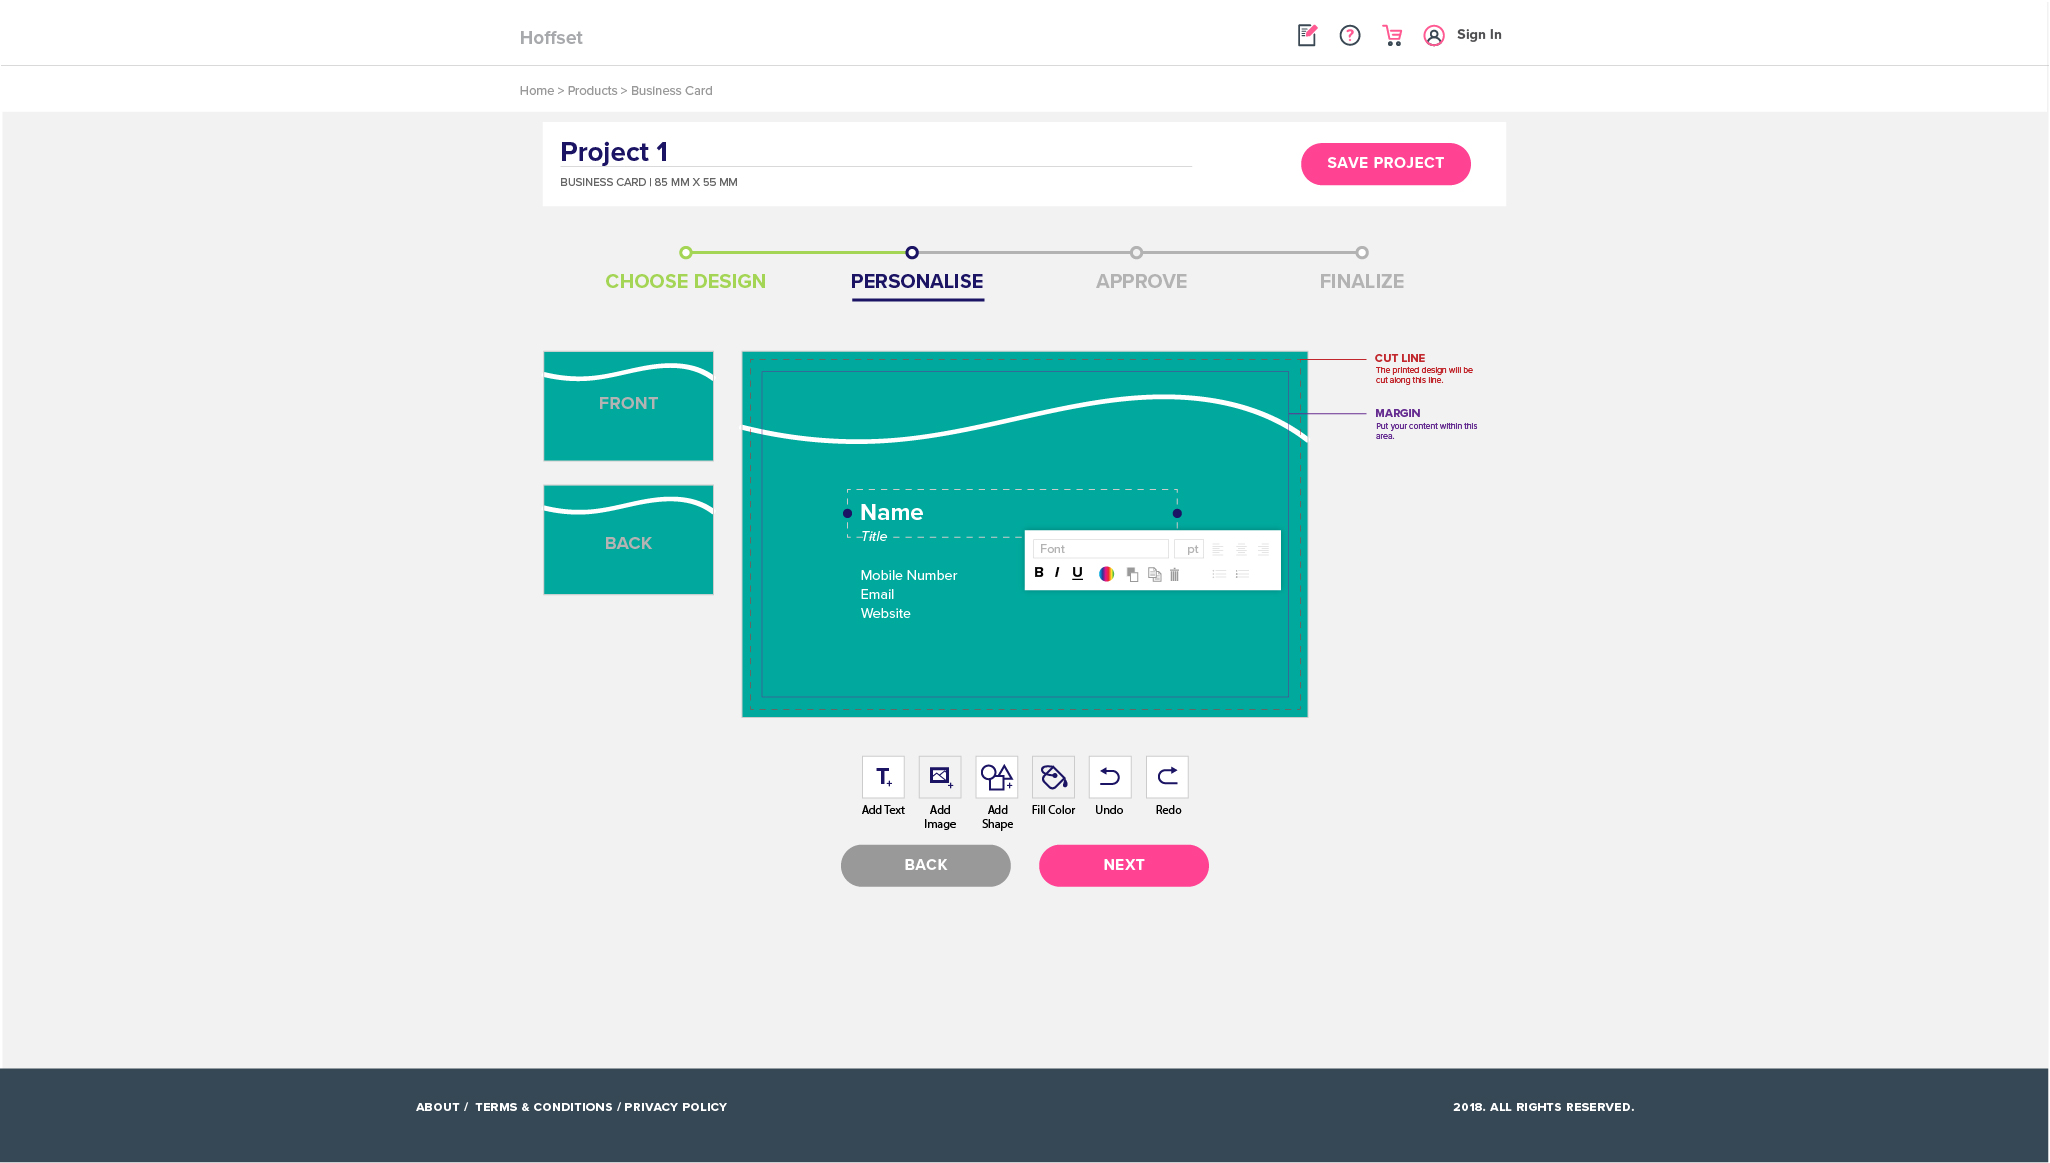 Hoffset
Sign In
Home > Products > Business Card
Project 1
BUSINESS CARD | 85 MM X 55 MM
SAVE PROJECT
CHOOSE DESIGN
PERSONALISE
APPROVE
FINALIZE
FRONT
BACK
CUT LINE
The printed design will be
cut along this line.
MARGIN
Put your content within this
area.
Name
Title
Mobile Number
Email
Website
Font
pt
B I U
Add Text
Add
Image
Add
Shape
Fill Color
Undo
Redo
BACK
NEXT
ABOUT / TERMS & CONDITIONS / PRIVACY POLICY
2018. ALL RIGHTS RESERVED.